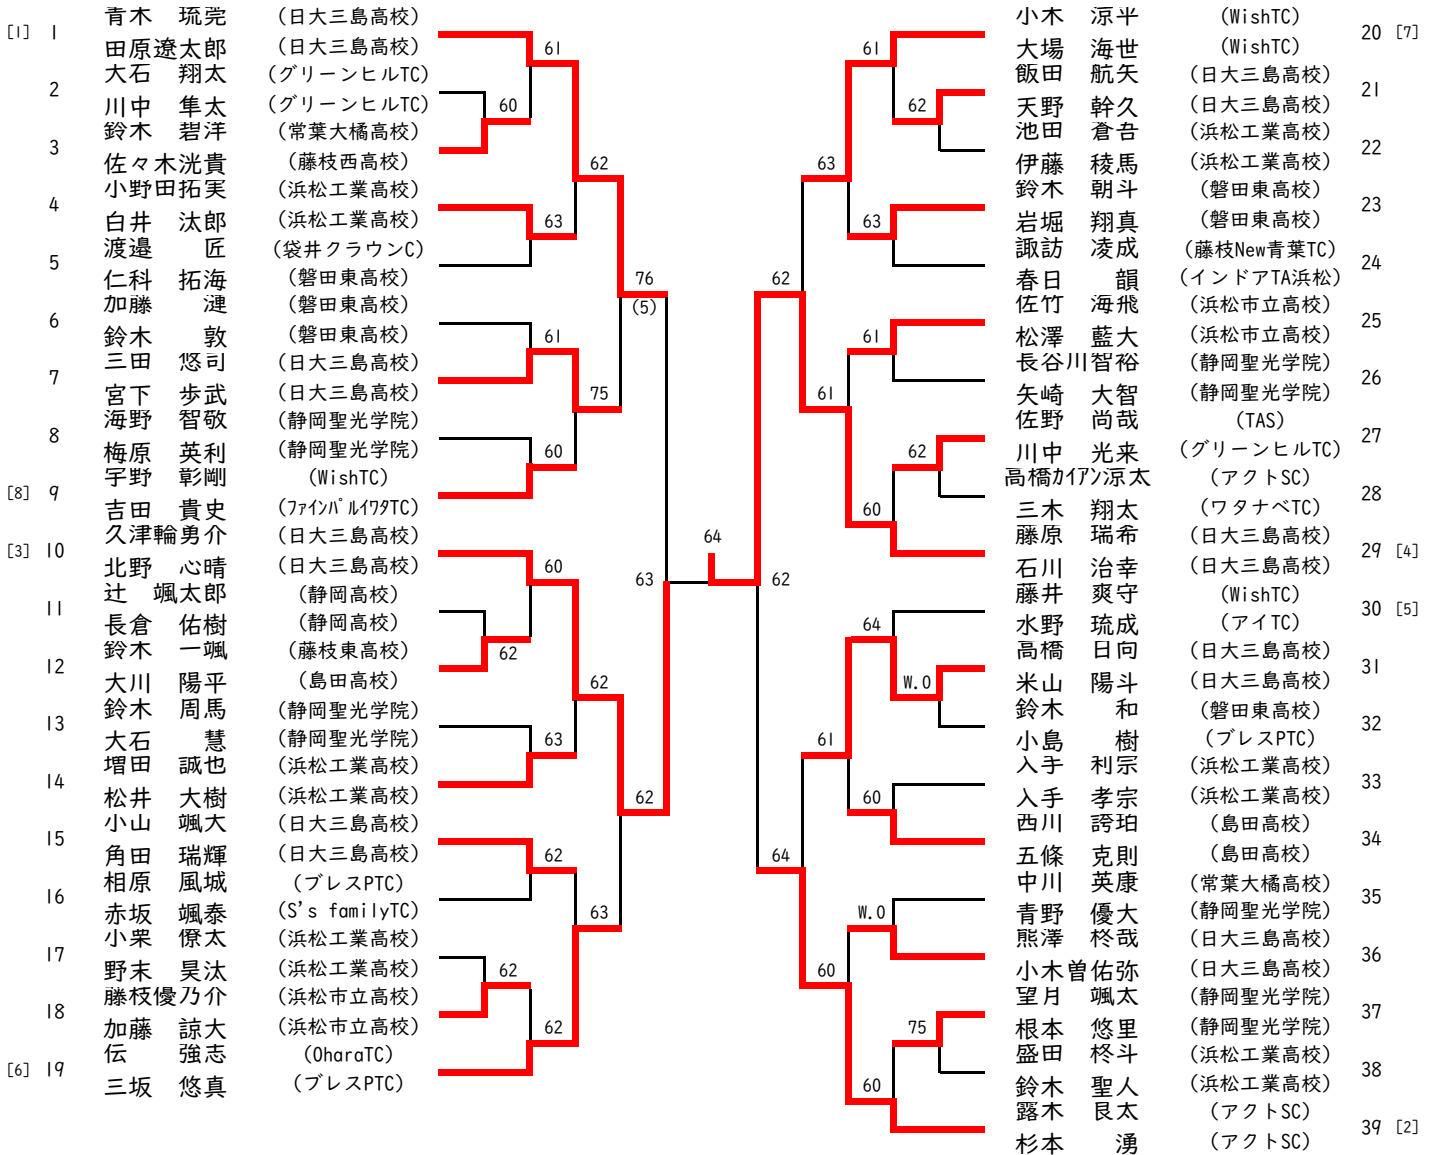 青木 琉莞 (日大三島高校)
[1] 1
田原遼太郎 (日大三島高校)
大石 翔太 (グリーンヒルTC)
2
川中 隼太 (グリーンヒルTC)
鈴木 碧洋 (常葉大橘高校)
3
佐々木洸貴 (藤枝西高校)
小野田拓実 (浜松工業高校)
4
白井 汰郎 (浜松工業高校)
渡邉 匠 (袋井クラウンC)
5
仁科 拓海 (磐田東高校)
加藤 漣 (磐田東高校)
6
鈴木 敦 (磐田東高校)
三田 悠司 (日大三島高校)
7
宮下 歩武 (日大三島高校)
海野 智敬 (静岡聖光学院)
8
梅原 英利 (静岡聖光学院)
宇野 彰剛 (WishTC)
[8] 9
吉田 貴史 (ファインパルイワタTC)
久津輪勇介 (日大三島高校)
[3] 10
北野 心晴 (日大三島高校)
辻 颯太郎 (静岡高校)
11
長倉 佑樹 (静岡高校)
鈴木 一颯 (藤枝東高校)
12
大川 陽平 (島田高校)
鈴木 周馬 (静岡聖光学院)
13
大石 慧 (静岡聖光学院)
増田 誠也 (浜松工業高校)
14
松井 大樹 (浜松工業高校)
小山 颯大 (日大三島高校)
15
角田 瑞輝 (日大三島高校)
相原 風城 (ブレスPTC)
16
赤坂 颯泰 (S's familyTC)
小栗 僚太 (浜松工業高校)
17
野末 昊汰 (浜松工業高校)
藤枝優乃介 (浜松市立高校)
18
加藤 諒大 (浜松市立高校)
伝 強志 (OharaTC)
[6] 19
三坂 悠真 (ブレスPTC)
61
60
62
63
76
(5)
61
75
60
64
63
60
62
62
63
62
62
63
62
62
61
62
63
63
62
61
61
62
60
62
64
W.O
61
60
64
W.O
60
75
60
小木 涼平 (WishTC)
20 [7]
大場 海世 (WishTC)
飯田 航矢 (日大三島高校)
21
天野 幹久 (日大三島高校)
池田 蒼吾 (浜松工業高校)
22
伊藤 稜馬 (浜松工業高校)
鈴木 朝斗 (磐田東高校)
23
岩堀 翔真 (磐田東高校)
諏訪 凌成 (藤枝New青葉TC)
24
春日 韻 (インドアTA浜松)
佐竹 海飛 (浜松市立高校)
25
松澤 藍大 (浜松市立高校)
長谷川智裕 (静岡聖光学院)
26
矢崎 大智 (静岡聖光学院)
佐野 尚哉 (TAS)
27
川中 光来 (グリーンヒルTC)
高橋カイアン涼太 (アクトSC)
28
三木 翔太 (ワタナベTC)
藤原 瑞希 (日大三島高校)
29 [4]
石川 治幸 (日大三島高校)
藤井 爽守 (WishTC)
30 [5]
水野 琉成 (アイTC)
高橋 日向 (日大三島高校)
31
米山 陽斗 (日大三島高校)
鈴木 和 (磐田東高校)
32
小島 樹 (ブレスPTC)
入手 利宗 (浜松工業高校)
33
入手 孝宗 (浜松工業高校)
西川 誇珀 (島田高校)
34
五條 克則 (島田高校)
中川 英康 (常葉大橘高校)
35
青野 優大 (静岡聖光学院)
熊澤 柊哉 (日大三島高校)
36
小木曽佑弥 (日大三島高校)
望月 颯太 (静岡聖光学院)
37
根本 悠里 (静岡聖光学院)
盛田 柊斗 (浜松工業高校)
38
鈴木 聖人 (浜松工業高校)
露木 艮太 (アクトSC)
39 [2]
杉本 湧 (アクトSC)